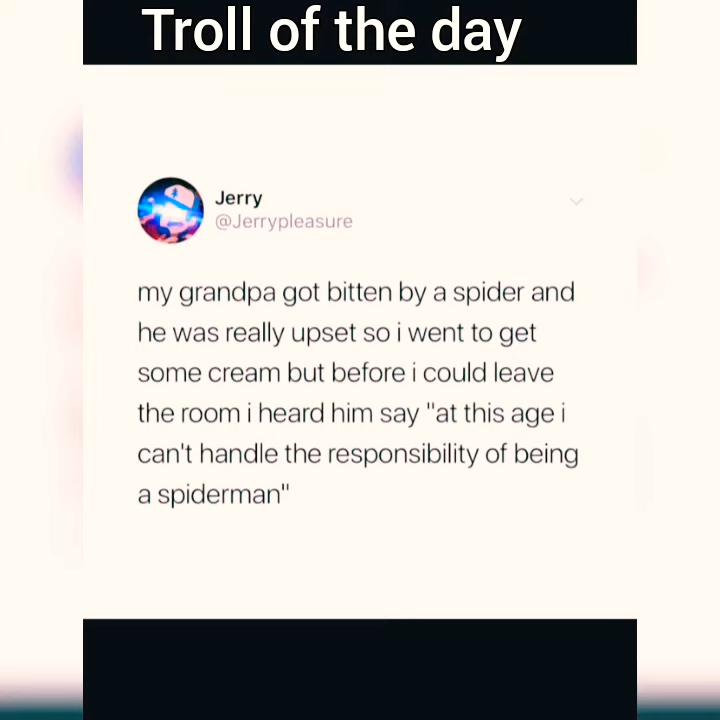 Troll of the day
Jerry
@Jerrypleasure
my grandpa got bitten by a spider and
he was really upset so i went to get
some cream but before i could leave
the room i heard him say "at this age i
can't handle the responsibility of being
a spiderman"